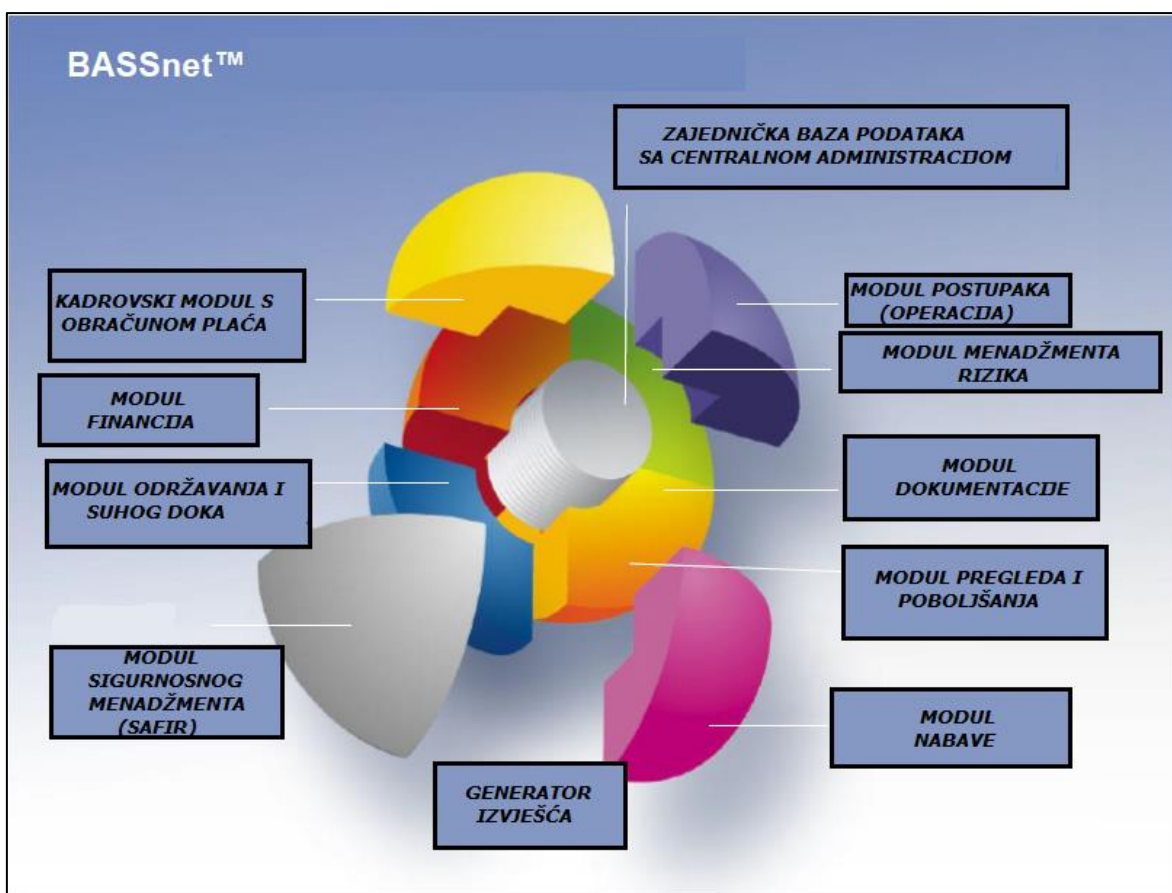 BASSnet™
ZAJEDNIČKA BAZA PODATAKA
SA CENTRALNOM ADMINISTRACIJOM
KADROVSKI MODUL S
OBRAČUNOM PLAĆA
MODUL
FINANCIJA
MODUL ODRŽAVANJA I
SUHOG DOKA
MODUL
SIGURNOSNOG
MENADŽMENTA
(SAFIR)
GENERATOR
IZVJEŠĆA
MODUL POSTUPAKA
(OPERACIJA)
MODUL MENADŽMENTA
RIZIKA
MODUL
DOKUMENTACIJE
MODUL PREGLEDA I
POBOLJŠANJA
MODUL
NABAVE